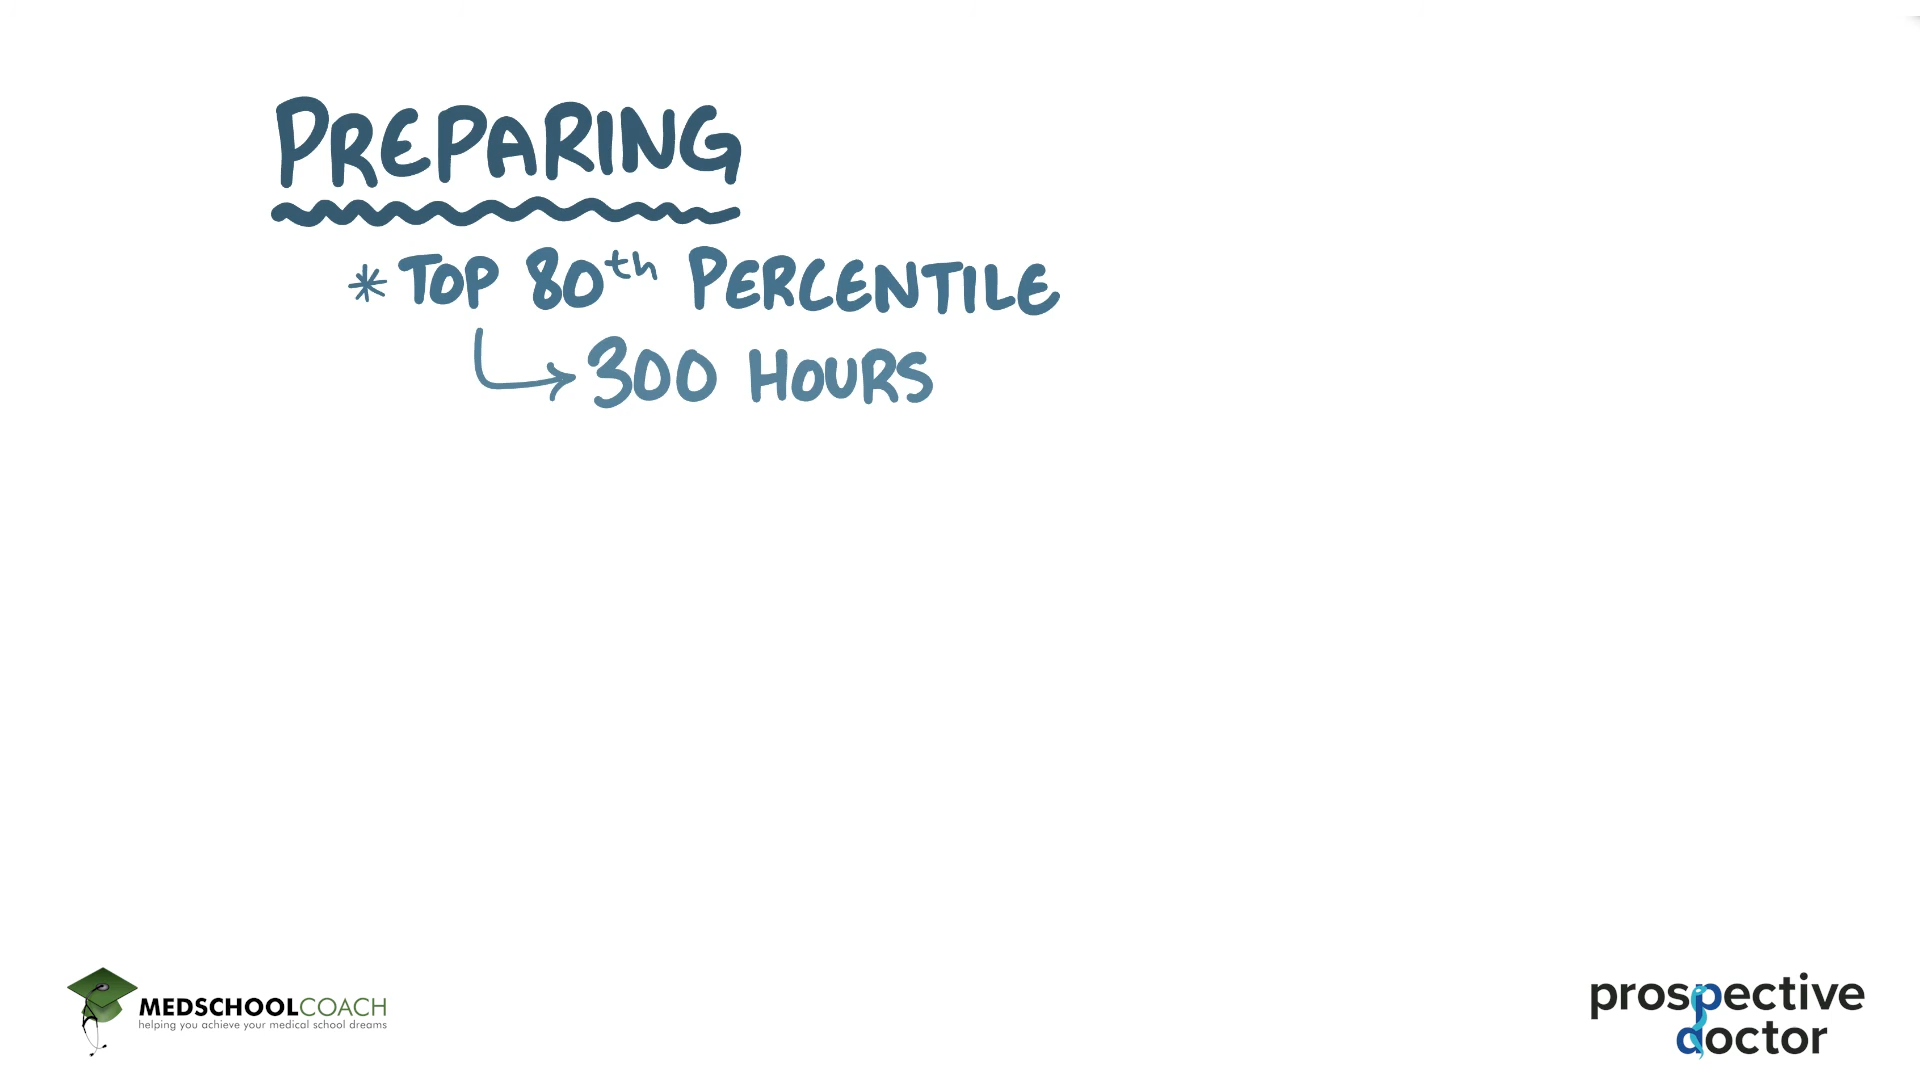 PREPARING
* TOP 80th PERCENTILE
300 HOURS
MEDSCHOOLCOACH
helping you achieve your medical school dreams
prospective
doctor